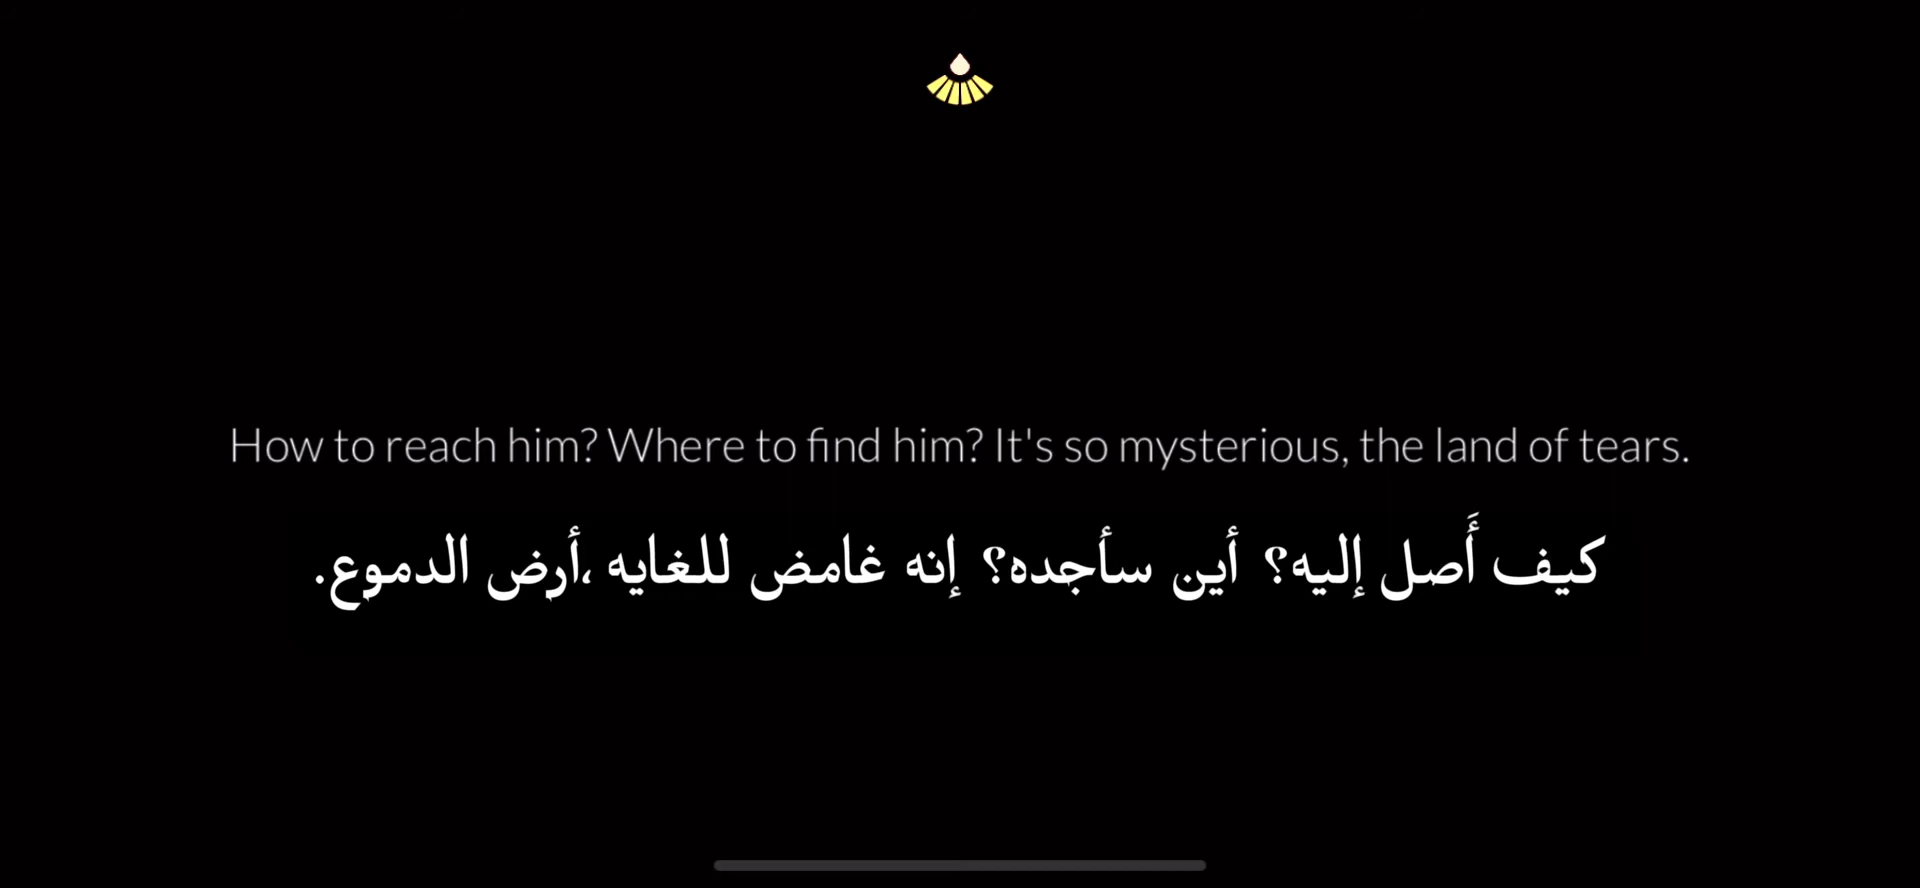 How to reach him? Where to find him? It's so mysterious, the land of tears.
كيف أَصل إليه؟ أين سأجده؟ إنه غامض للغايه ،أرض الدموع.